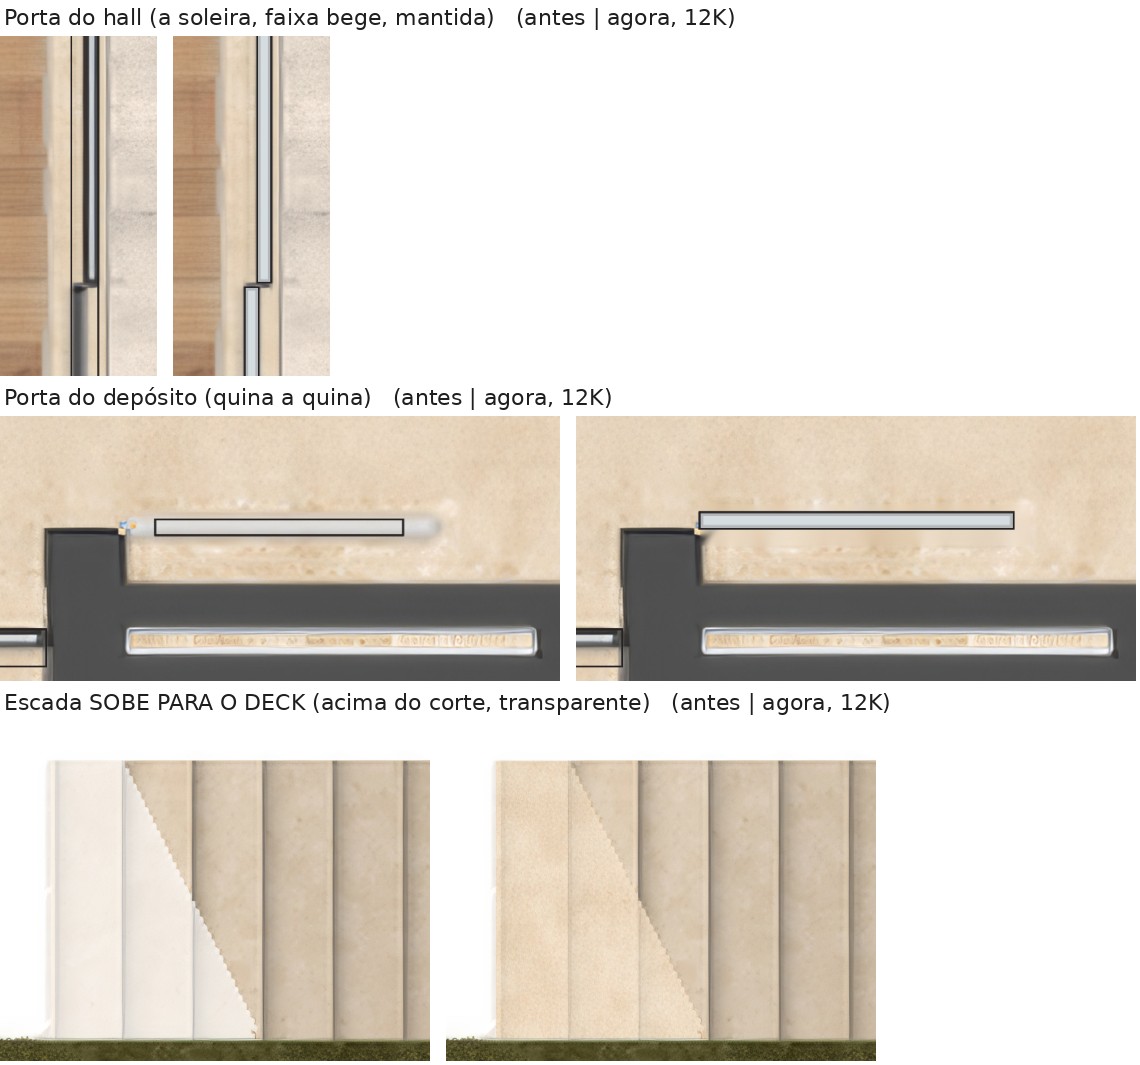 Porta do hall (a soleira, faixa bege, mantida)   (antes | agora, 12K)
Porta do depósito (quina a quina)   (antes | agora, 12K)
Escada SOBE PARA O DECK (acima do corte, transparente)   (antes | agora, 12K)